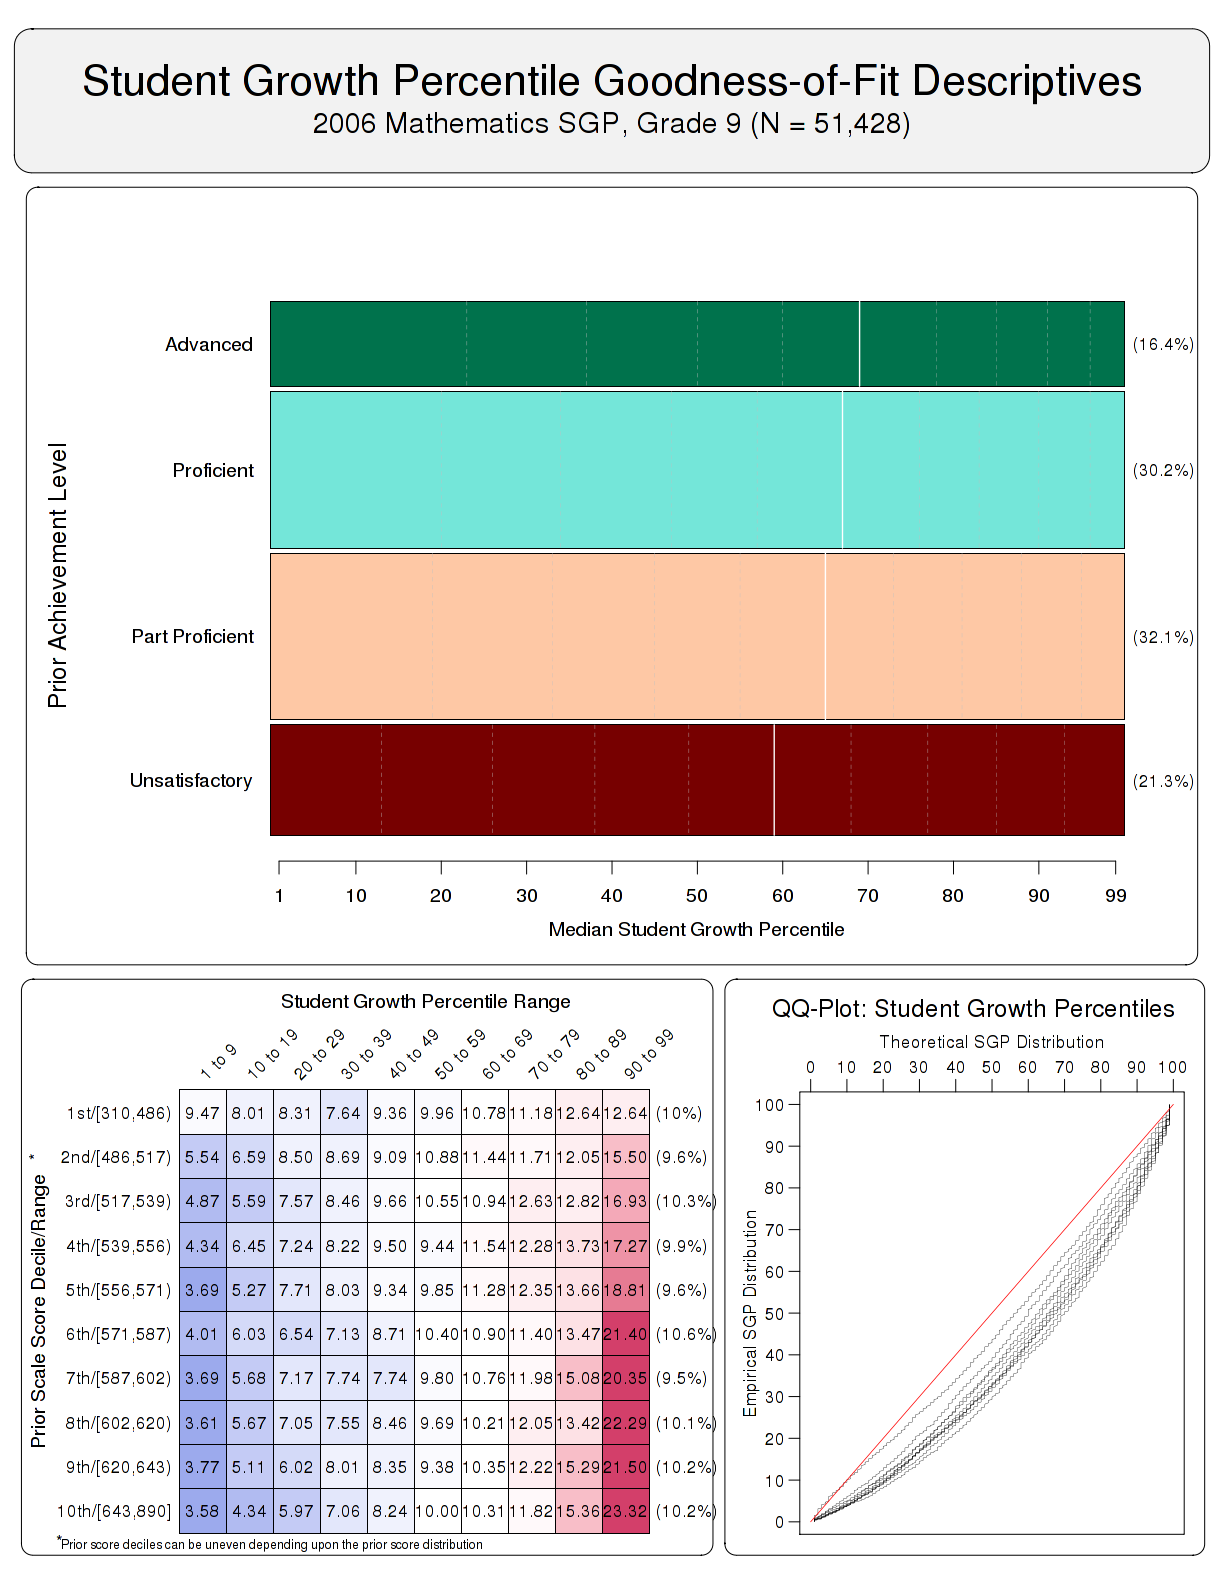 Student Growth Percentile Goodness-of-Fit Descriptives
2006 Mathematics SGP, Grade 9 (N = 51,428)
Prior Achievement Level
Advanced (16.4%)
Proficient (30.2%)
Part Proficient (32.1%)
Unsatisfactory (21.3%)
1 10 20 30 40 50 60 70 80 90 99
Median Student Growth Percentile
Student Growth Percentile Range
1 to 9 10 to 19 20 to 29 30 to 39 40 to 49 50 to 59 60 to 69 70 to 79 80 to 89 90 to 99
Prior Scale Score Decile/Range *
1st/[310,486) 9.47 8.01 8.31 7.64 9.36 9.96 10.78 11.18 12.64 12.64 (10%)
2nd/[486,517) 5.54 6.59 8.50 8.69 9.09 10.88 11.44 11.71 12.05 15.50 (9.6%)
3rd/[517,539) 4.87 5.59 7.57 8.46 9.66 10.55 10.94 12.63 12.82 16.93 (10.3%)
4th/[539,556) 4.34 6.45 7.24 8.22 9.50 9.44 11.54 12.28 13.73 17.27 (9.9%)
5th/[556,571) 3.69 5.27 7.71 8.03 9.34 9.85 11.28 12.35 13.66 18.81 (9.6%)
6th/[571,587) 4.01 6.03 6.54 7.13 8.71 10.40 10.90 11.40 13.47 21.40 (10.6%)
7th/[587,602) 3.69 5.68 7.17 7.74 7.74 9.80 10.76 11.98 15.08 20.35 (9.5%)
8th/[602,620) 3.61 5.67 7.05 7.55 8.46 9.69 10.21 12.05 13.42 22.29 (10.1%)
9th/[620,643) 3.77 5.11 6.02 8.01 8.35 9.38 10.35 12.22 15.29 21.50 (10.2%)
10th/[643,890] 3.58 4.34 5.97 7.06 8.24 10.00 10.31 11.82 15.36 23.32 (10.2%)
*Prior score deciles can be uneven depending upon the prior score distribution
QQ-Plot: Student Growth Percentiles
Theoretical SGP Distribution
0 10 20 30 40 50 60 70 80 90 100
Empirical SGP Distribution
100
90
80
70
60
50
40
30
20
10
0